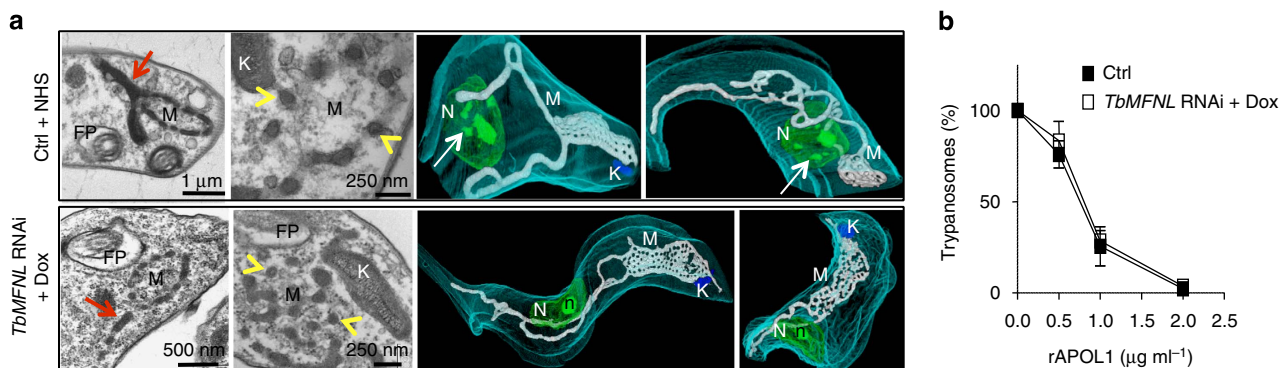 a
Ctrl + NHS
M
FP
1 μm
K
M
250 nm
N
M
K
N
M
TbMFNL RNAi
+ Dox
FP
M
500 nm
FP
K
M
250 nm
M
N
n
K
K
M
N
n
b
Ctrl
TbMFNL RNAi + Dox
Trypanosomes (%)
100
50
0
0.0 0.5 1.0 1.5 2.0 2.5
rAPOL1 (μg ml⁻¹)